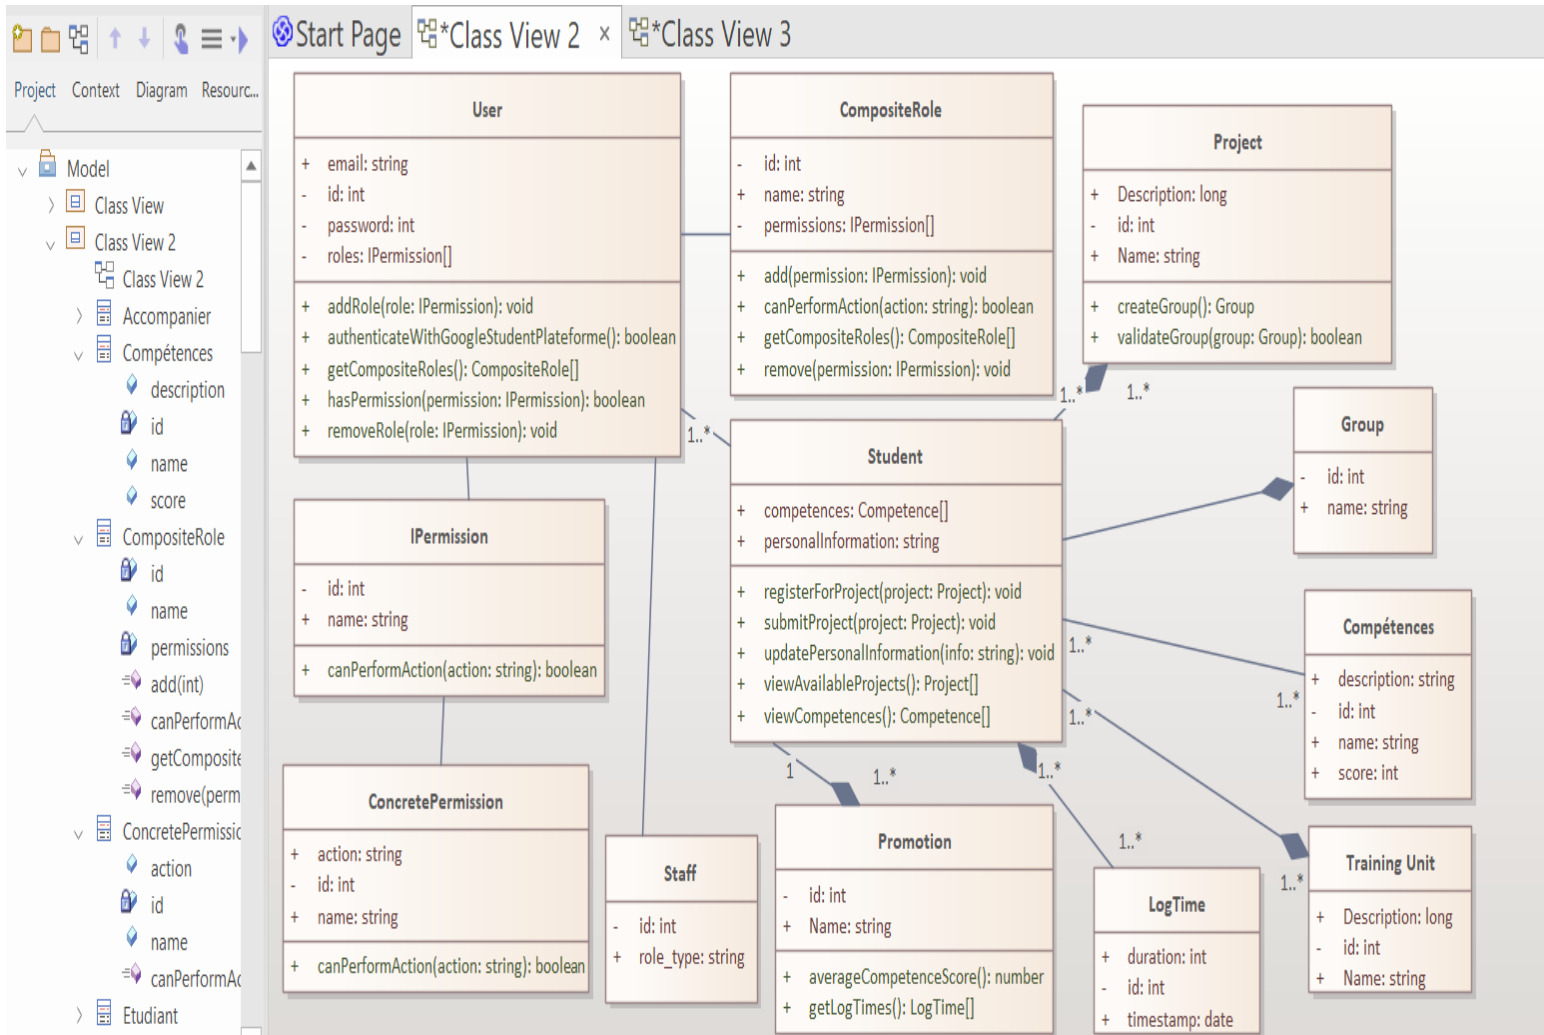 Start Page
*Class View 2 ×
*Class View 3
Project Context Diagram Resourc...
Model
Class View
Class View 2
Class View 2
Accompanier
Compétences
description
id
name
score
CompositeRole
id
name
permissions
add(int)
canPerformAc
getComposite
remove(perm
ConcretePermissic
action
id
name
canPerformAc
Etudiant
User
+ email: string
- id: int
- password: int
- roles: IPermission[]
+ addRole(role: IPermission): void
+ authenticateWithGoogleStudentPlateforme(): boolean
+ getCompositeRoles(): CompositeRole[]
+ hasPermission(permission: IPermission): boolean
+ removeRole(role: IPermission): void
CompositeRole
- id: int
+ name: string
- permissions: IPermission[]
+ add(permission: IPermission): void
+ canPerformAction(action: string): boolean
+ getCompositeRoles(): CompositeRole[]
+ remove(permission: IPermission): void
Project
+ Description: long
- id: int
+ Name: string
+ createGroup(): Group
+ validateGroup(group: Group): boolean
1..*
1..*
1..*
Group
- id: int
+ name: string
Student
+ competences: Competence[]
+ personalInformation: string
+ registerForProject(project: Project): void
+ submitProject(project: Project): void
+ updatePersonalInformation(info: string): void
+ viewAvailableProjects(): Project[]
+ viewCompetences(): Competence[]
IPermission
- id: int
+ name: string
+ canPerformAction(action: string): boolean
1..*
1..*
Compétences
+ description: string
- id: int
+ name: string
+ score: int
1..*
1
1..*
1..*
1..*
1..*
ConcretePermission
+ action: string
- id: int
+ name: string
+ canPerformAction(action: string): boolean
Staff
- id: int
+ role_type: string
Promotion
- id: int
+ Name: string
+ averageCompetenceScore(): number
+ getLogTimes(): LogTime[]
LogTime
+ duration: int
- id: int
+ timestamp: date
Training Unit
+ Description: long
- id: int
+ Name: string